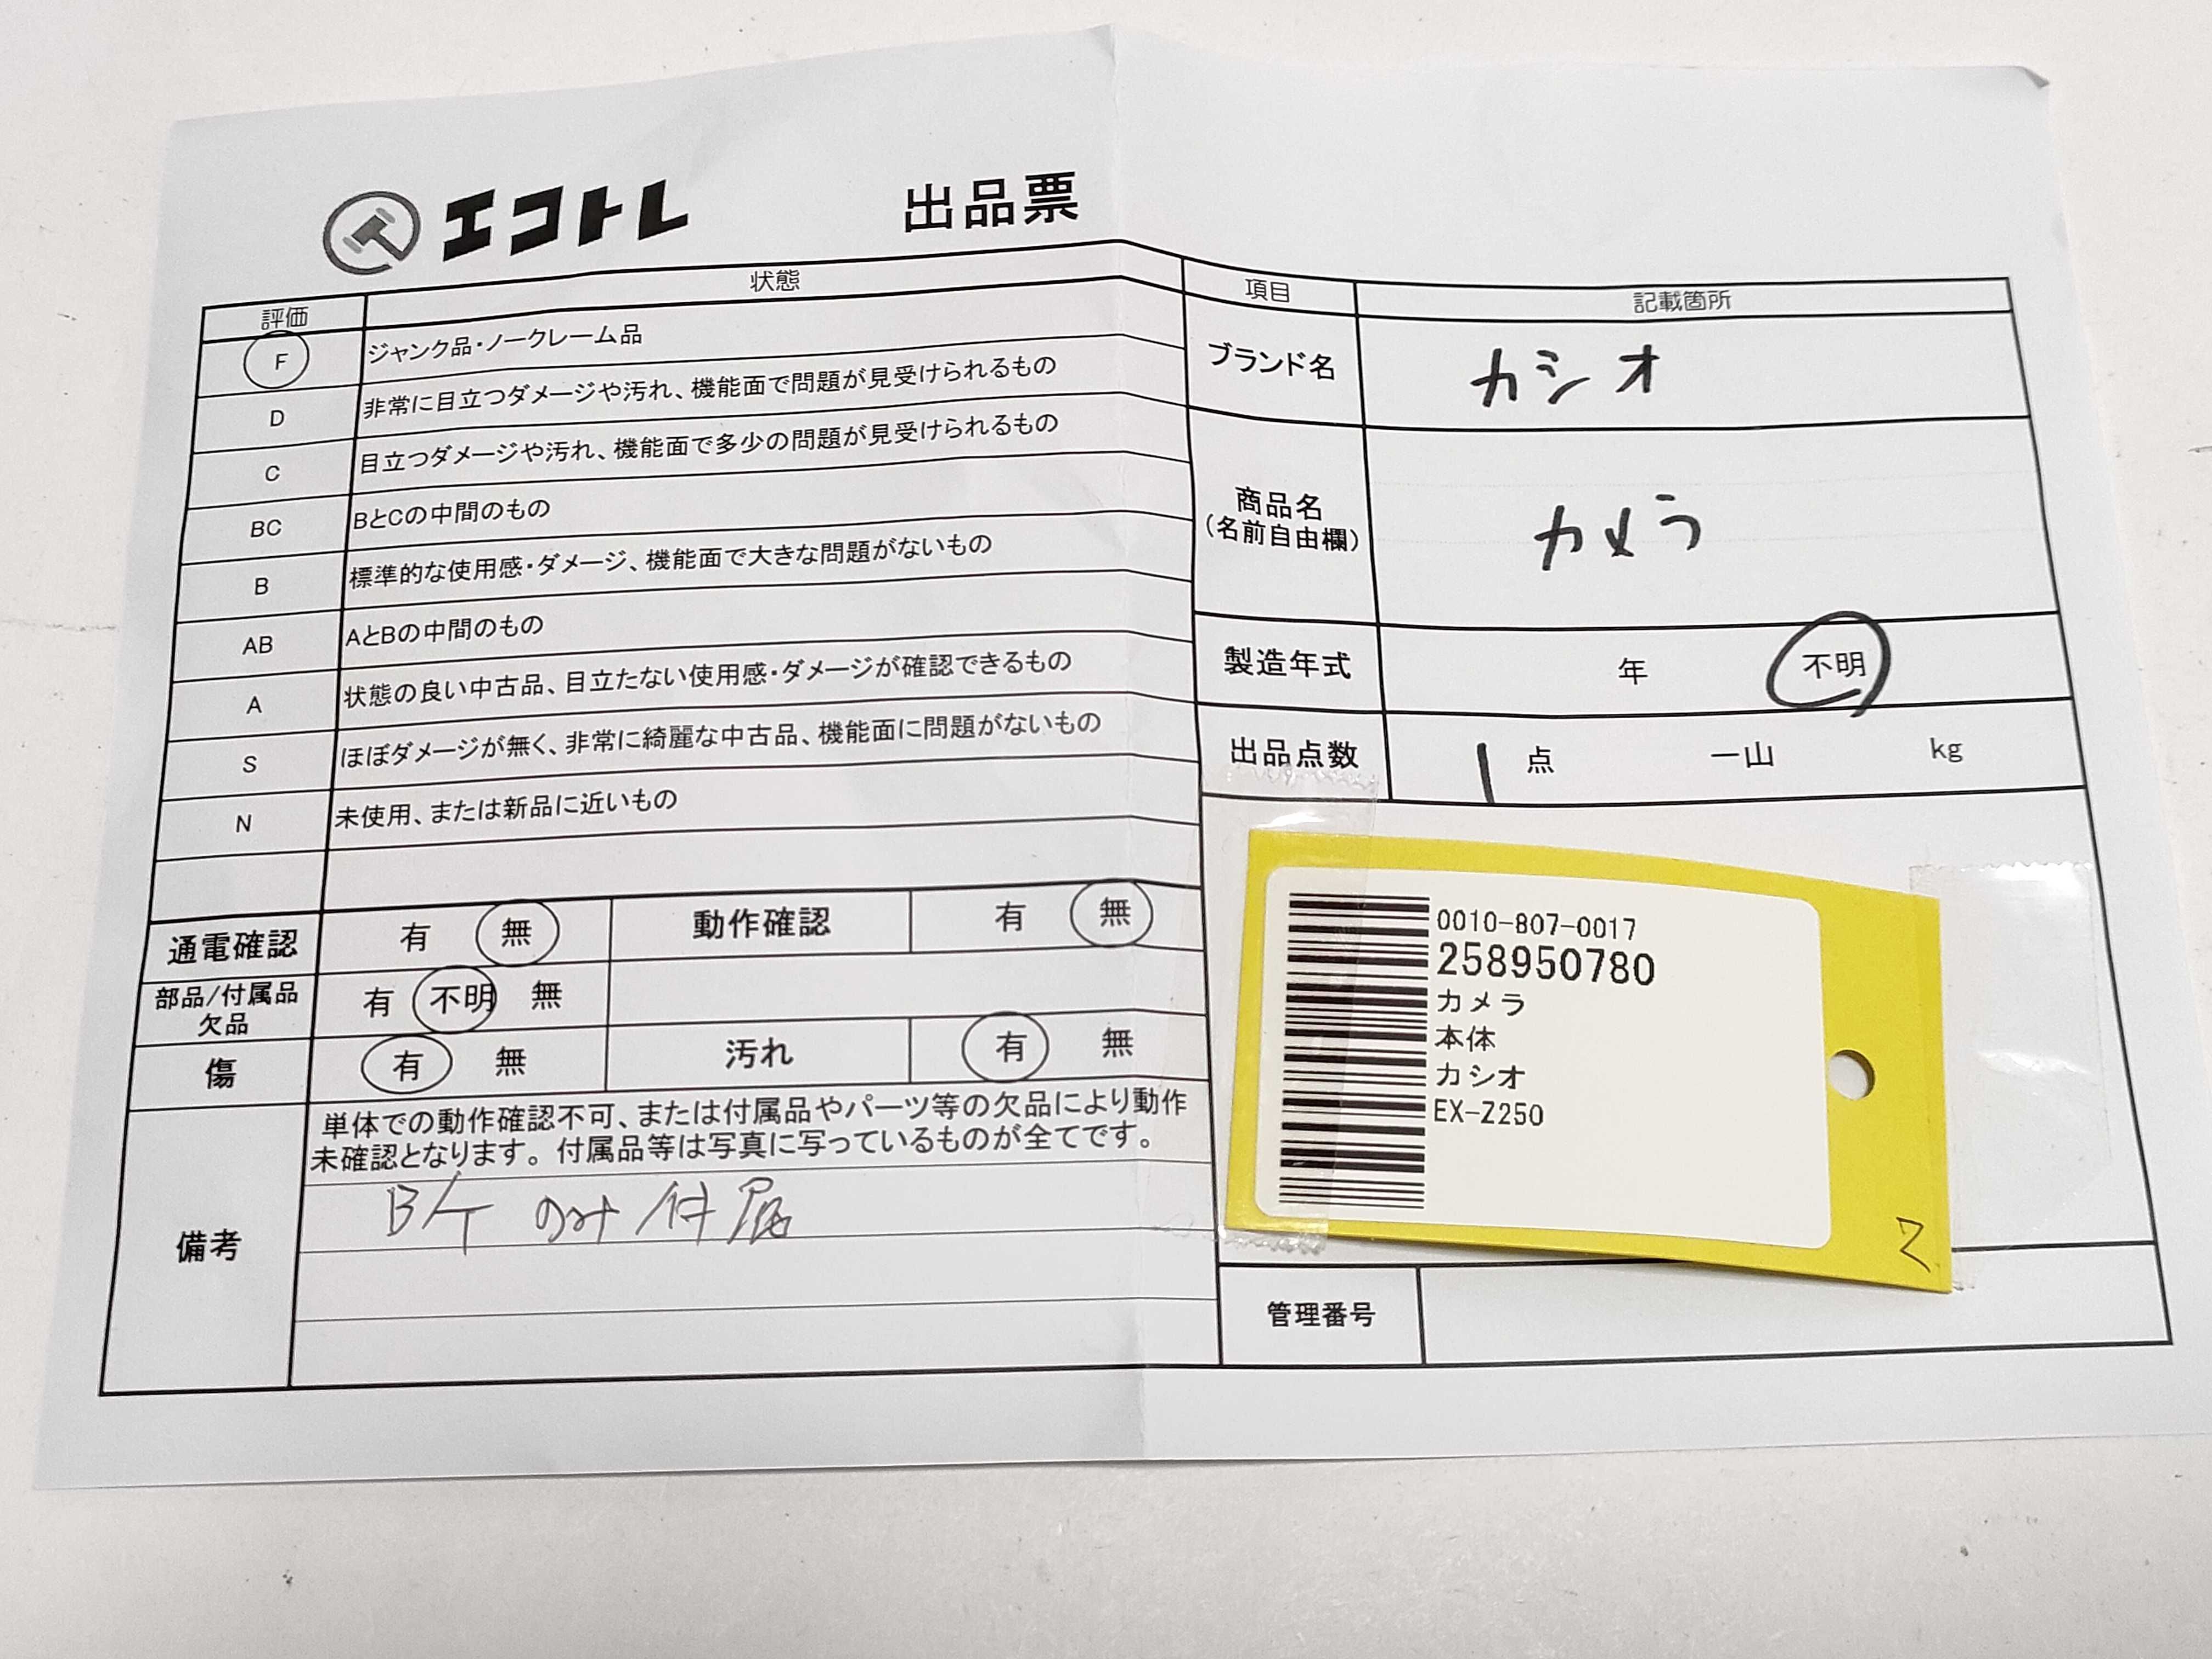 エコトレ 出品票
評価 状態
F ジャンク品・ノークレーム品
D 非常に目立つダメージや汚れ、機能面で問題が見受けられるもの
C 目立つダメージや汚れ、機能面で多少の問題が見受けられるもの
BC BとCの中間のもの
B 標準的な使用感・ダメージ、機能面で大きな問題がないもの
AB AとBの中間のもの
A 状態の良い中古品、目立たない使用感・ダメージが確認できるもの
S ほぼダメージが無く、非常に綺麗な中古品、機能面に問題がないもの
N 未使用、または新品に近いもの
通電確認 有 無 動作確認 有 無
部品/付属品
欠品 有 不明 無
傷 有 無 汚れ 有 無
備考
単体での動作確認不可、または付属品やパーツ等の欠品により動作
未確認となります。付属品等は写真に写っているものが全てです。
B/T のみ付属
項目 記載箇所
ブランド名 カシオ
商品名
(名前自由欄) カメラ
製造年式 年 不明
出品点数 1 点 一山 kg
0010-807-0017
258950780
カメラ
本体
カシオ
EX-Z250
管理番号